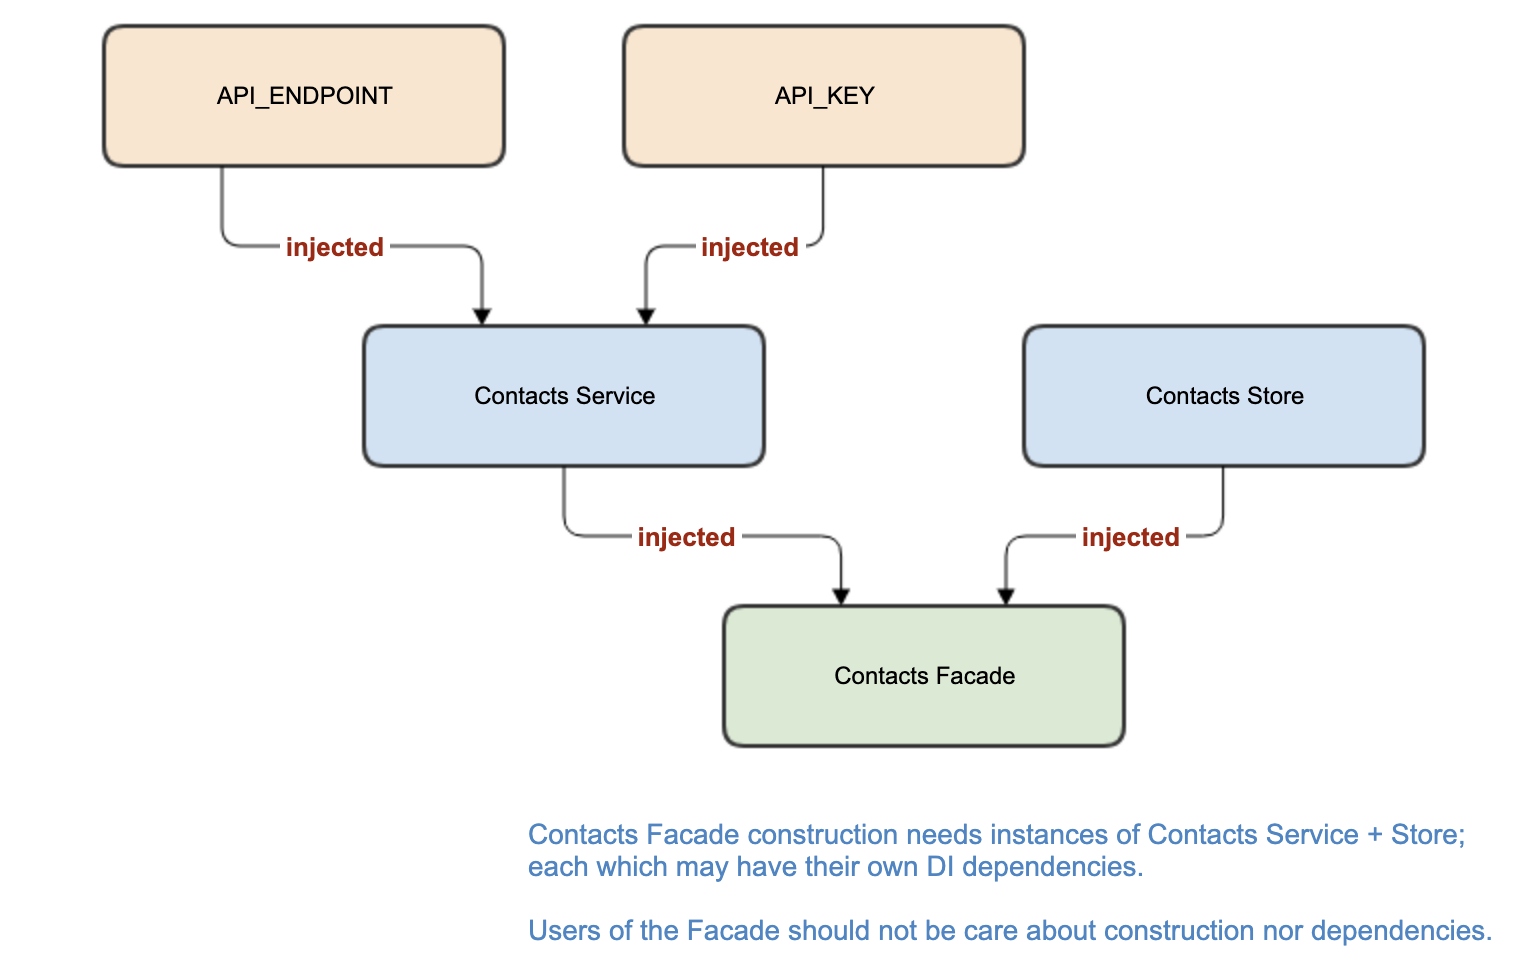 API_ENDPOINT
API_KEY
injected
injected
Contacts Service
Contacts Store
injected
injected
Contacts Facade
Contacts Facade construction needs instances of Contacts Service + Store;
each which may have their own DI dependencies.
Users of the Facade should not be care about construction nor dependencies.